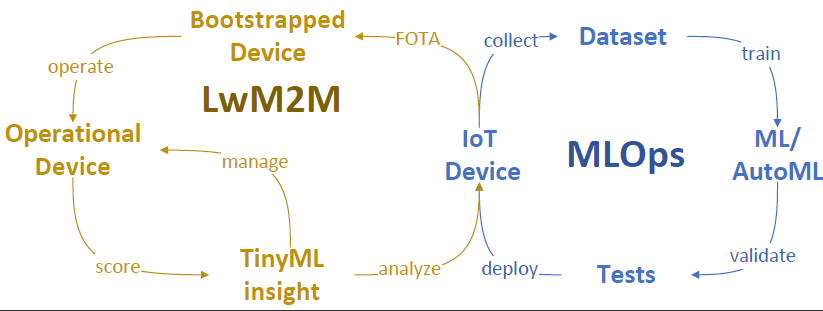 Bootstrapped
Device
FOTA
collect
Dataset
operate
train
LwM2M
Operational
Device
manage
IoT
Device
MLOps
ML/
AutoML
score
TinyML
insight
analyze
deploy
Tests
validate